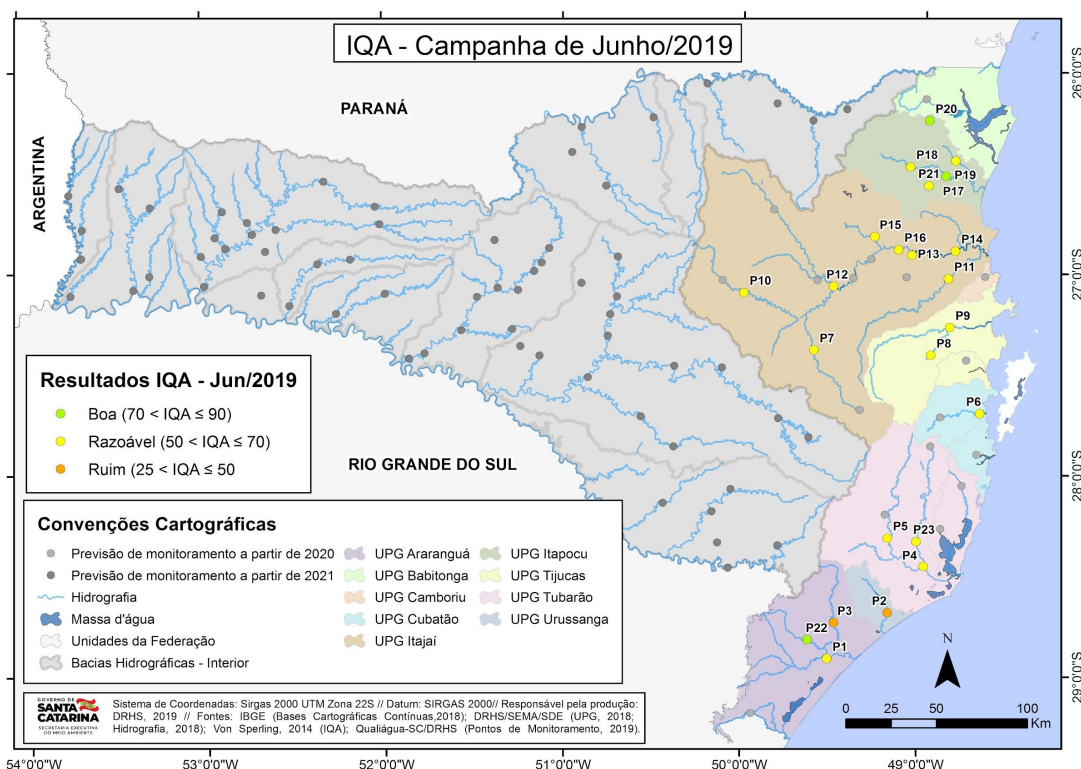 IQA - Campanha de Junho/2019
PARANÁ
ARGENTINA
RIO GRANDE DO SUL
26°0'0"S
27°0'0"S
28°0'0"S
29°0'0"S
P20
P18
P19
P21
P17
P15
P16
P14
P13
P11
P12
P10
P9
P7
P8
P6
P5
P23
P4
P3
P2
P22
P1
Resultados IQA - Jun/2019
Boa (70 < IQA ≤ 90)
Razoável (50 < IQA ≤ 70)
Ruim (25 < IQA ≤ 50
Convenções Cartográficas
Previsão de monitoramento a partir de 2020
Previsão de monitoramento a partir de 2021
Hidrografia
Massa d'água
Unidades da Federação
Bacias Hidrográficas - Interior
UPG Araranguá
UPG Babitonga
UPG Camboriu
UPG Cubatão
UPG Itajaí
UPG Itapocu
UPG Tijucas
UPG Tubarão
UPG Urussanga
N
0 25 50 100
Km
GOVERNO DE
SANTA
CATARINA
SECRETARIA EXECUTIVA
DO MEIO AMBIENTE
Sistema de Coordenadas: Sirgas 2000 UTM Zona 22S // Datum: SIRGAS 2000// Responsável pela produção:
DRHS, 2019 // Fontes: IBGE (Bases Cartográficas Contínuas,2018); DRHS/SEMA/SDE (UPG, 2018;
Hidrografia, 2018); Von Sperling, 2014 (IQA); Qualiágua-SC/DRHS (Pontos de Monitoramento, 2019).
54°0'0"W 53°0'0"W 52°0'0"W 51°0'0"W 50°0'0"W 49°0'0"W